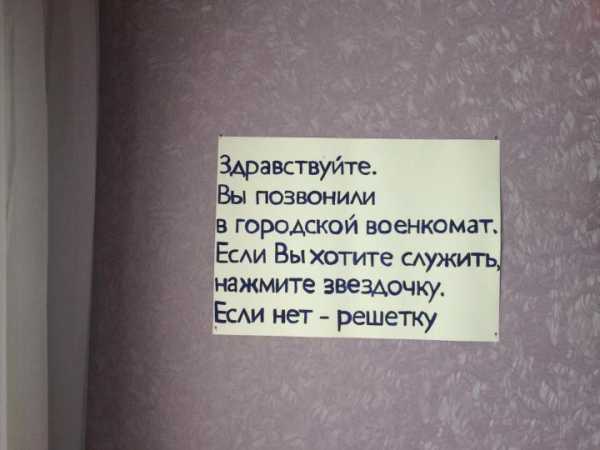 Здравствуйте.
Вы позвонили
в городской военкомат.
Если Вы хотите служить,
нажмите звездочку.
Если нет - решетку